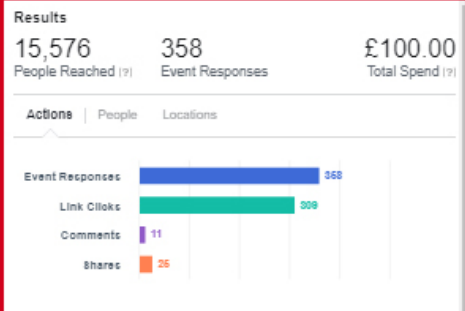 Results
15,576 358 £100.00
People Reached [?] Event Responses Total Spend [?]
Actions People Locations
Event Responses 358
Link Clicks 309
Comments 11
Shares 25